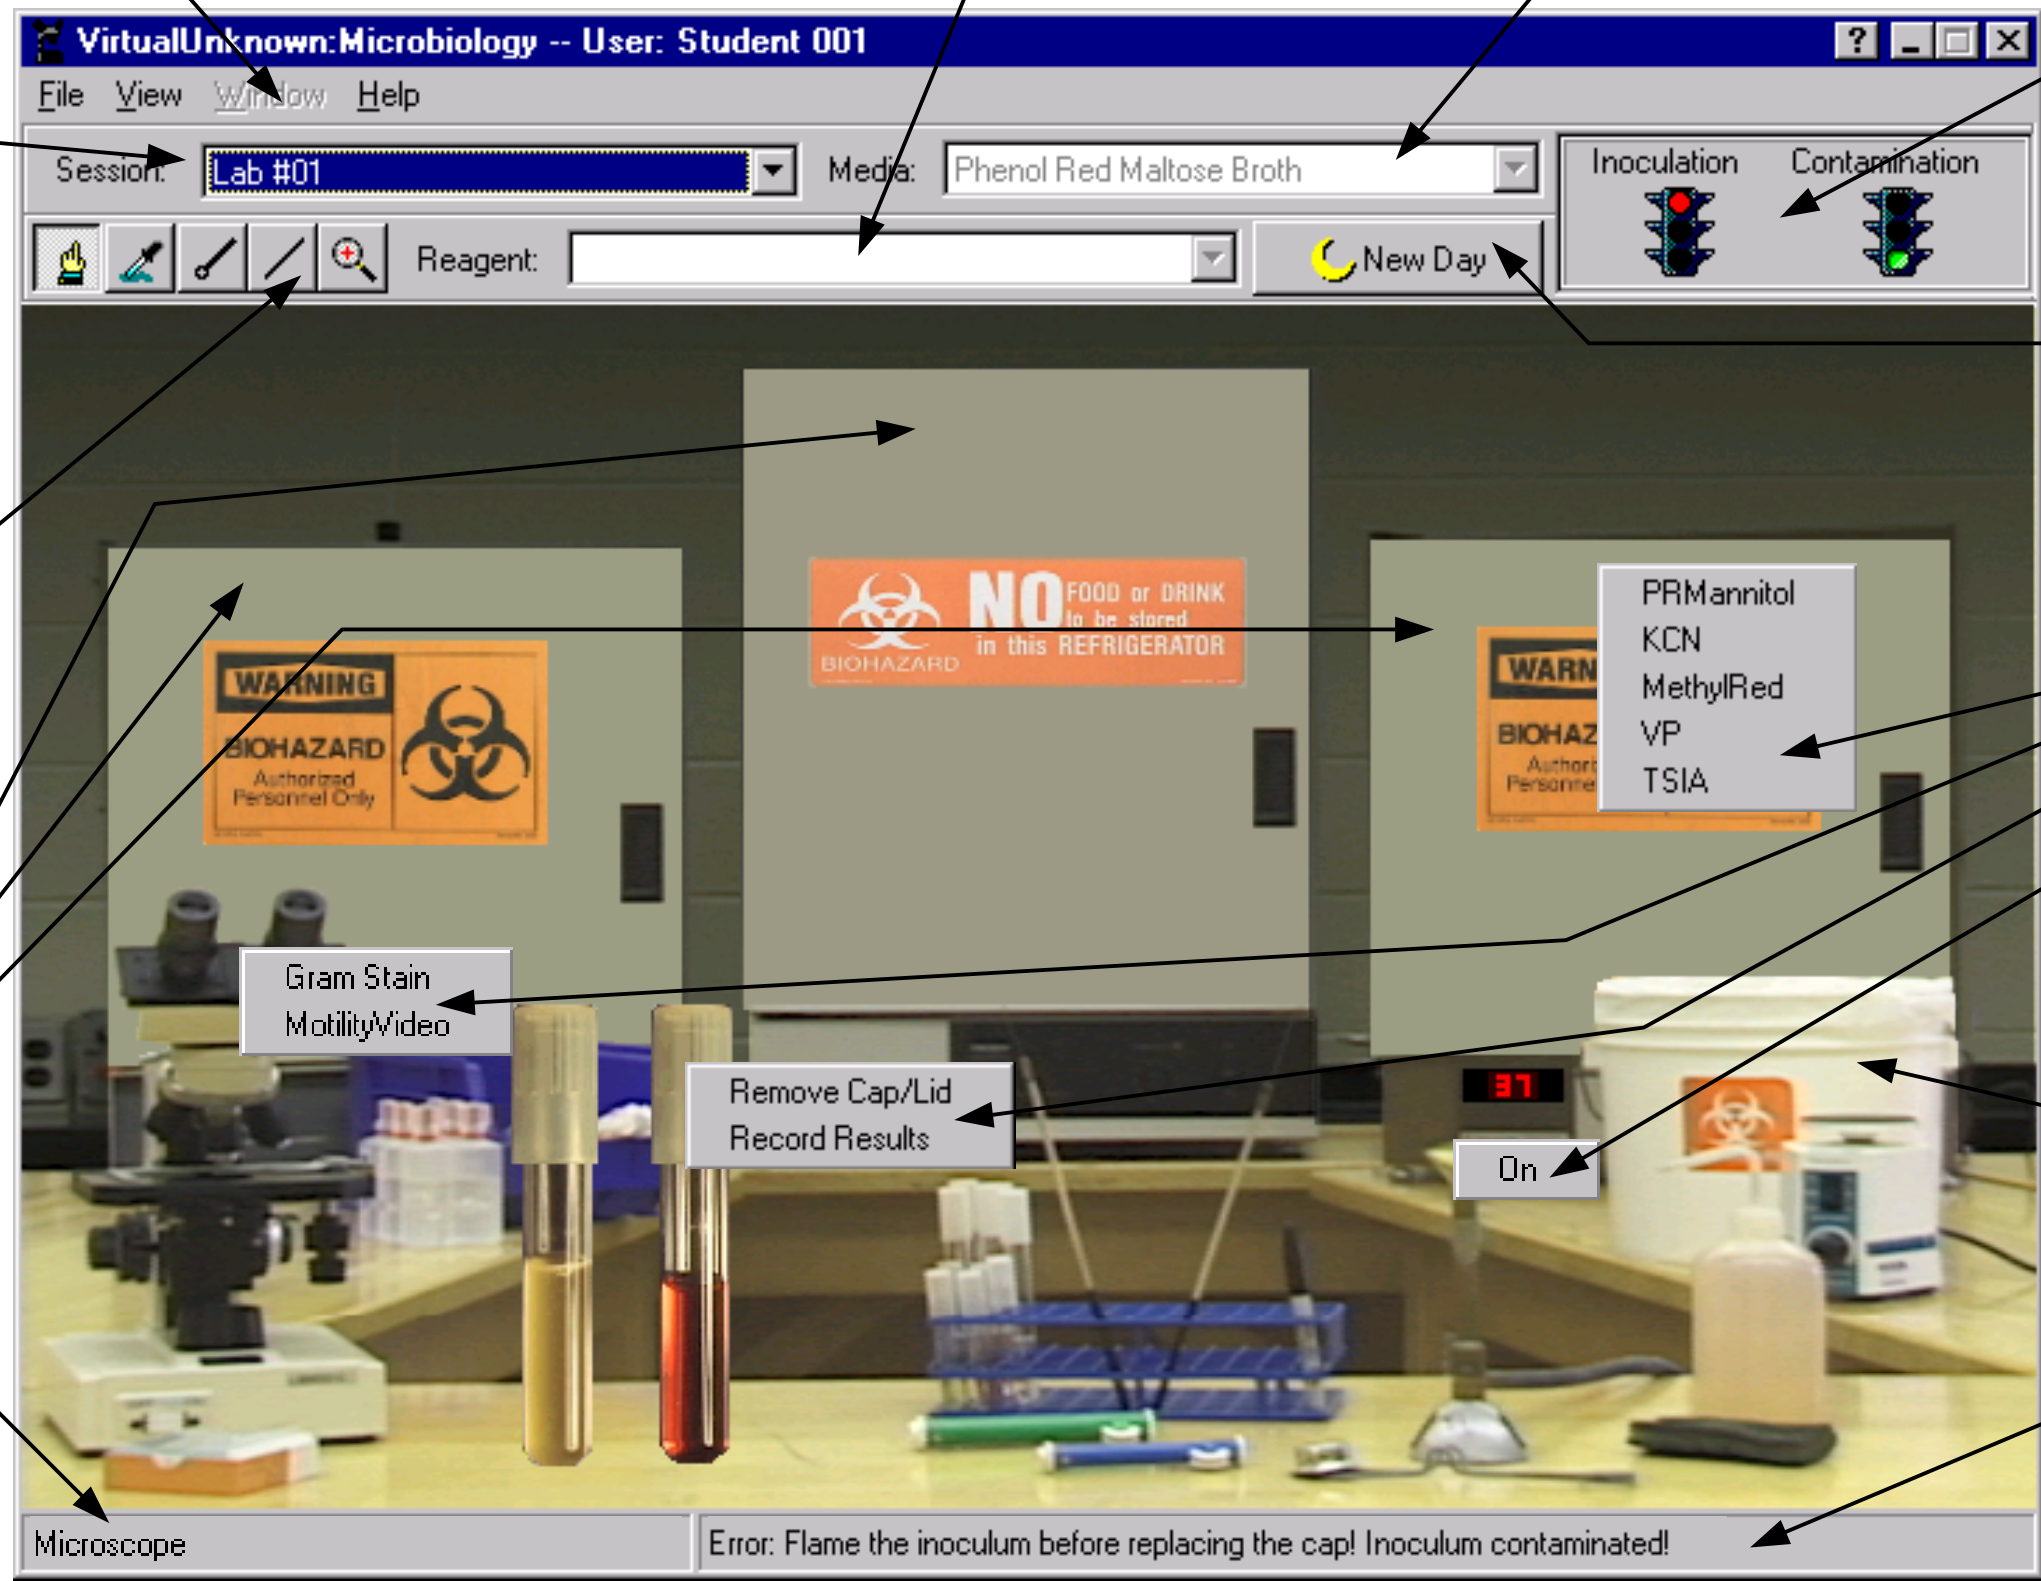 VirtualUnknown:Microbiology -- User: Student 001
File View Window Help
Session: Lab #01 Media: Phenol Red Maltose Broth
Inoculation Contamination
Reagent: New Day
NO FOOD or DRINK
to be stored
in this REFRIGERATOR
BIOHAZARD
WARNING
BIOHAZARD
Authorized
Personnel Only
WARN
BIOHAZ
Author
Personne
PRMannitol
KCN
MethylRed
VP
TSIA
Gram Stain
MotilityVideo
Remove Cap/Lid
Record Results
37
On
Microscope
Error: Flame the inoculum before replacing the cap! Inoculum contaminated!